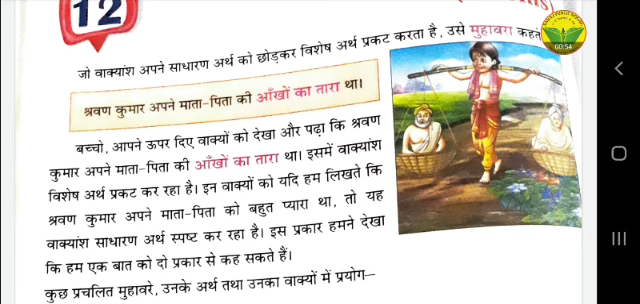 12
जो वाक्यांश अपने साधारण अर्थ को छोड़कर विशेष अर्थ प्रकट करता है, उसे मुहावरा कहते
श्रवण कुमार अपने माता-पिता की आँखों का तारा था।
बच्चो, आपने ऊपर दिए वाक्यों को देखा और पढ़ा कि श्रवण
कुमार अपने माता-पिता की आँखों का तारा था। इसमें वाक्यांश
विशेष अर्थ प्रकट कर रहा है। इन वाक्यों को यदि हम लिखते कि
श्रवण कुमार अपने माता-पिता को बहुत प्यारा था, तो यह
वाक्यांश साधारण अर्थ स्पष्ट कर रहा है। इस प्रकार हमने देखा
कि हम एक बात को दो प्रकार से कह सकते हैं।
कुछ प्रचलित मुहावरे, उनके अर्थ तथा उनका वाक्यों में प्रयोग–
00:54